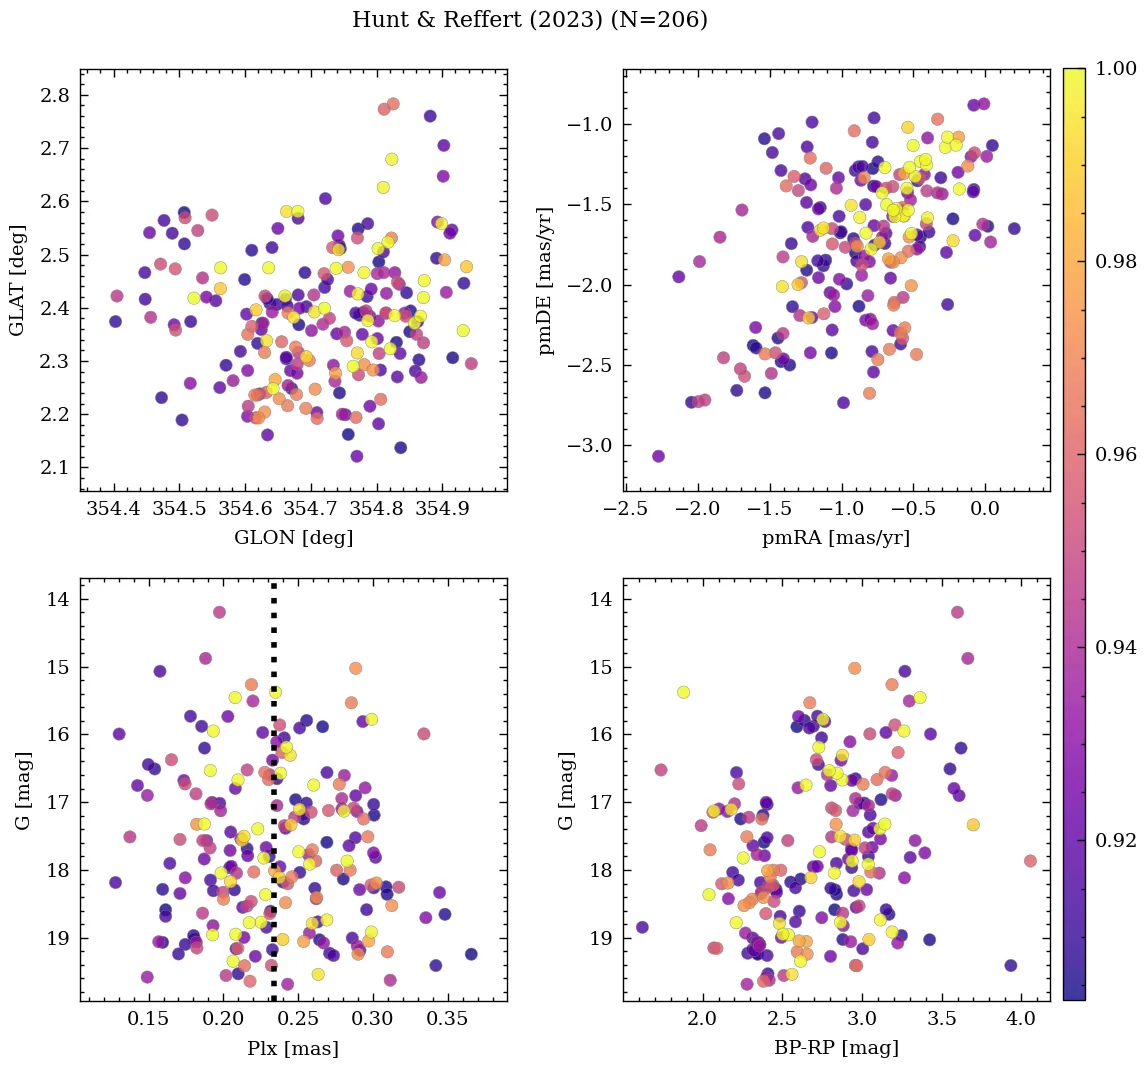 Hunt & Reffert (2023) (N=206)
2.8
2.7
2.6
2.5
2.4
2.3
2.2
2.1
GLAT [deg]
354.4 354.5 354.6 354.7 354.8 354.9
GLON [deg]
−1.0
−1.5
−2.0
−2.5
−3.0
pmDE [mas/yr]
−2.5 −2.0 −1.5 −1.0 −0.5 0.0
pmRA [mas/yr]
1.00
0.98
0.96
0.94
0.92
14
15
16
17
18
19
G [mag]
0.15 0.20 0.25 0.30 0.35
Plx [mas]
14
15
16
17
18
19
G [mag]
2.0 2.5 3.0 3.5 4.0
BP-RP [mag]